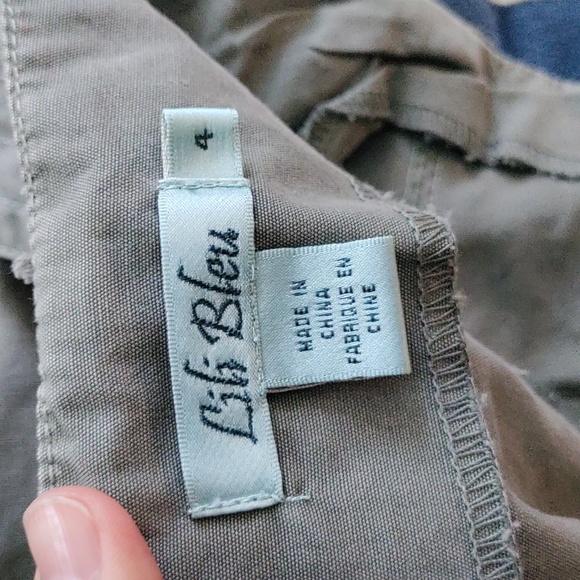 4
Lili Bleu
MADE IN
CHINA
FABRIQUE EN
CHINE